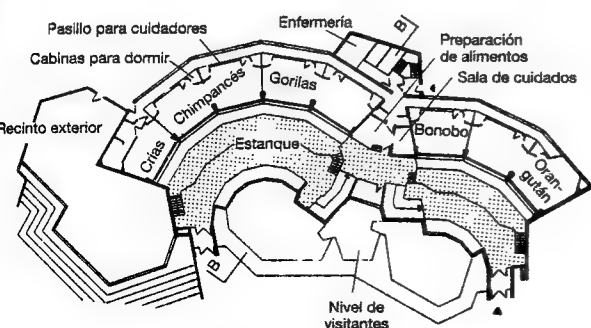 Enfermería
B
Pasillo para cuidadores
Preparación
de alimentos
Cabinas para dormir
Sala de cuidados
Chimpancés
Gorilas
Recinto exterior
Crías
Estanque
Bonobo
Oran-
gután
B
Nivel de
visitantes